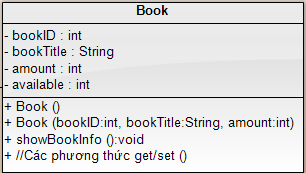 Book
- bookID : int
- bookTitle : String
- amount : int
- available : int
+ Book ()
+ Book (bookID:int, bookTitle:String, amount:int)
+ showBookInfo ():void
+ //Các phương thức get/set ()